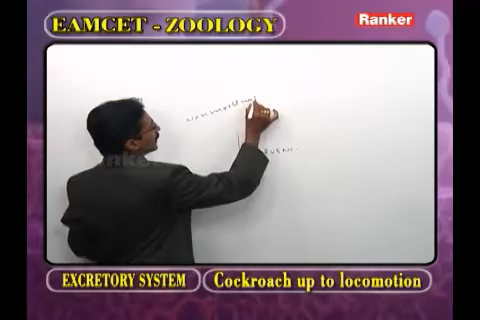 EAMCET - ZOOLOGY
Ranker
EXCRETORY SYSTEM
Cockroach up to locomotion